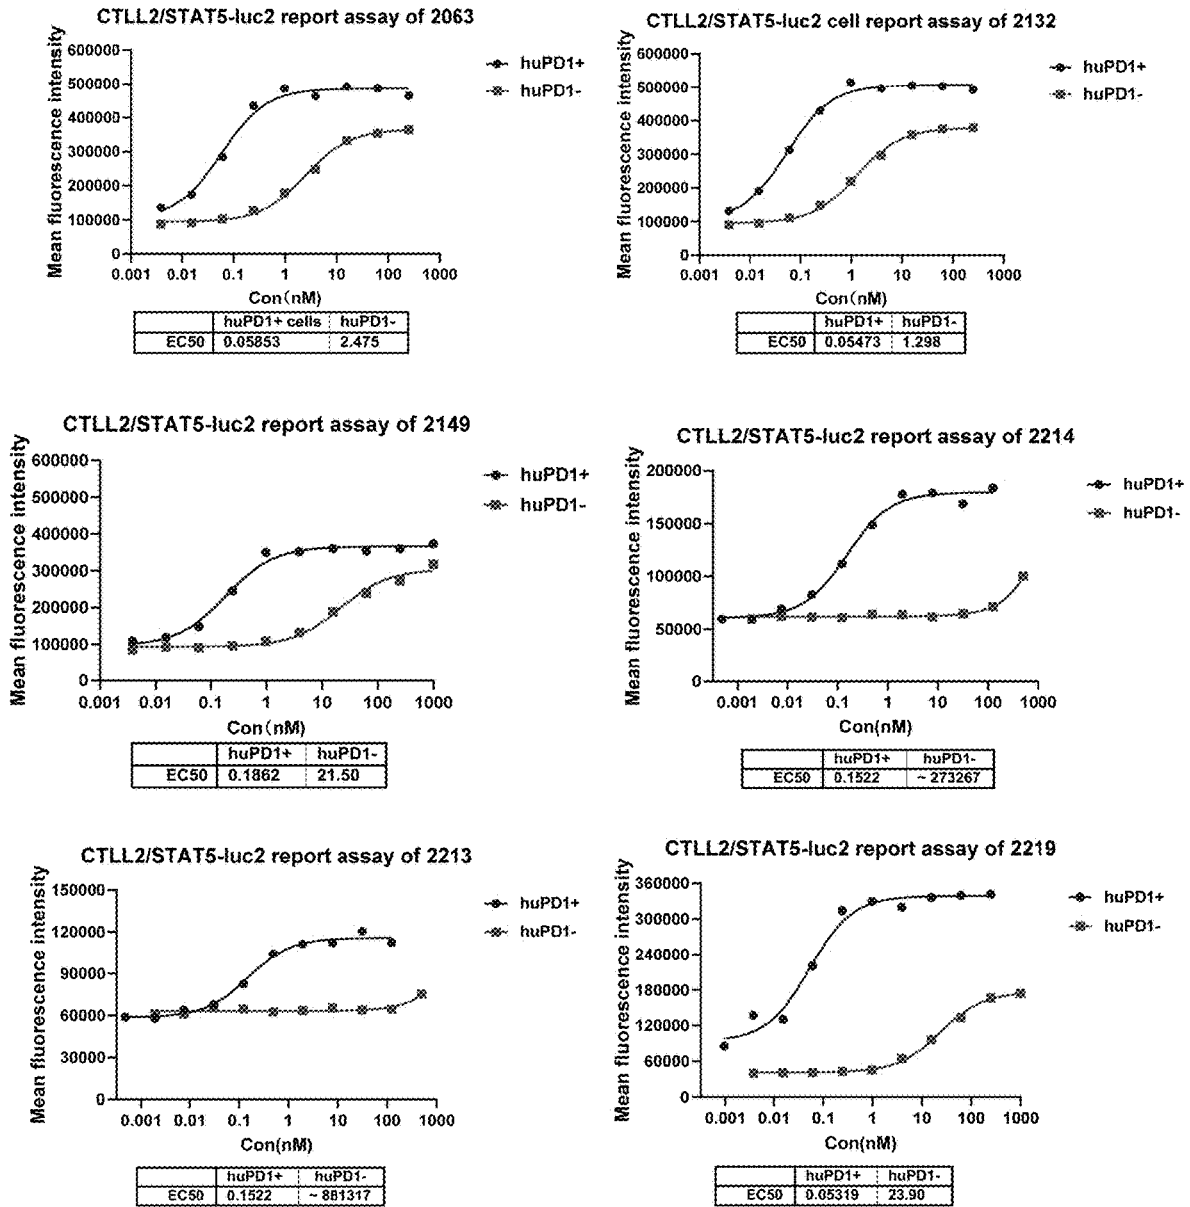 CTLL2/STAT5-luc2 report assay of 2063
Mean fluorescence intensity
600000
500000
400000
300000
200000
100000
0
0.001 0.01 0.1 1 10 100 1000
Con(nM)
huPD1+
huPD1-
huPD1+ cells huPD1-
EC50 0.05853 2.475
CTLL2/STAT5-luc2 cell report assay of 2132
Mean fluorescence intensity
600000
500000
400000
300000
200000
100000
0
0.001 0.01 0.1 1 10 100 1000
Con(nM)
huPD1+
huPD1-
huPD1+ huPD1-
EC50 0.05473 1.298
CTLL2/STAT5-luc2 report assay of 2149
Mean fluorescence intensity
600000
500000
400000
300000
200000
100000
0
0.001 0.01 0.1 1 10 100 1000
Con(nM)
huPD1+
huPD1-
huPD1+ huPD1-
EC50 0.1862 21.50
CTLL2/STAT5-luc2 report assay of 2214
Mean fluorescence intensity
200000
150000
100000
50000
0
0.001 0.01 0.1 1 10 100 1000
Con(nM)
huPD1+
huPD1-
huPD1+ huPD1-
EC50 0.1522 ~ 273267
CTLL2/STAT5-luc2 report assay of 2213
Mean fluorescence intensity
150000
120000
90000
60000
30000
0
0.001 0.01 0.1 1 10 100 1000
Con(nM)
huPD1+
huPD1-
huPD1+ huPD1-
EC50 0.1522 ~ 881317
CTLL2/STAT5-luc2 report assay of 2219
Mean fluorescence intensity
360000
300000
240000
180000
120000
60000
0
0.001 0.01 0.1 1 10 100 1000
Con(nM)
huPD1+
huPD1-
huPD1+ huPD1-
EC50 0.05319 23.90